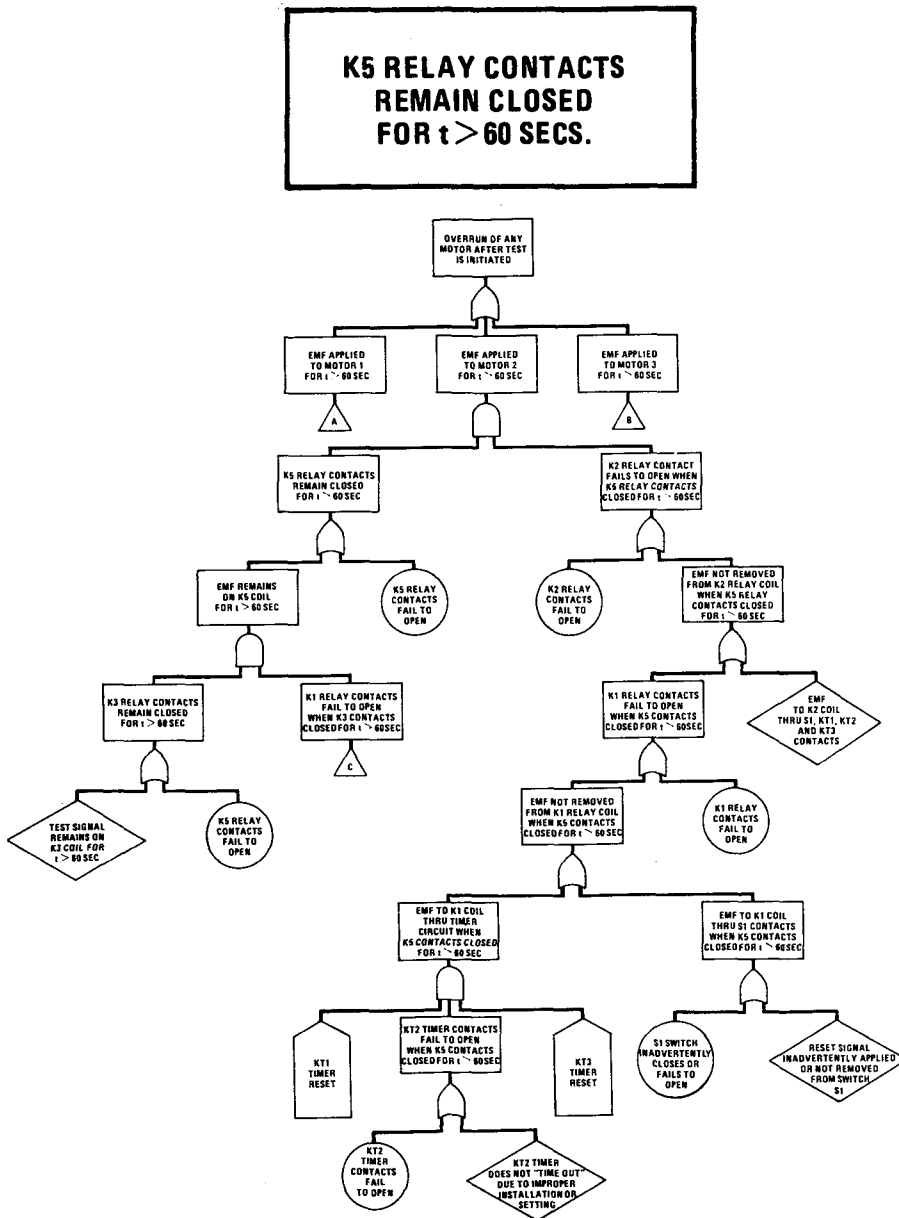 K5 RELAY CONTACTS
REMAIN CLOSED
FOR t > 60 SECS.
OVERRUN OF ANY
MOTOR AFTER TEST
IS INITIATED
EMF APPLIED
TO MOTOR 1
FOR t > 60 SEC
EMF APPLIED
TO MOTOR 2
FOR t > 60 SEC
EMF APPLIED
TO MOTOR 3
FOR t > 60 SEC
A
B
K5 RELAY CONTACTS
REMAIN CLOSED
FOR t > 60 SEC
K2 RELAY CONTACT
FAILS TO OPEN WHEN
K5 RELAY CONTACTS
CLOSED FOR t > 60 SEC
EMF REMAINS
ON K5 COIL
FOR t > 60 SEC
K5 RELAY
CONTACTS
FAIL TO
OPEN
K2 RELAY
CONTACTS
FAIL TO
OPEN
EMF NOT REMOVED
FROM K2 RELAY COIL
WHEN K5 RELAY
CONTACTS CLOSED
FOR t > 60 SEC
K3 RELAY CONTACTS
REMAIN CLOSED
FOR t > 60 SEC
K1 RELAY CONTACTS
FAIL TO OPEN
WHEN K3 CONTACTS
CLOSED FOR t > 60SEC
C
K1 RELAY CONTACTS
FAIL TO OPEN
WHEN K5 CONTACTS
CLOSED FOR t > 60 SEC
EMF
TO K2 COIL
THRU S1, KT1, KT2
AND KT3
CONTACTS
TEST SIGNAL
REMAINS ON
K3 COIL FOR
t > 60 SEC
K5 RELAY
CONTACTS
FAIL TO
OPEN
EMF NOT REMOVED
FROM K1 RELAY COIL
WHEN K5 CONTACTS
CLOSED FOR t > 60 SEC
K1 RELAY
CONTACTS
FAIL TO
OPEN
EMF TO K1 COIL
THRU TIMER
CIRCUIT WHEN
K5 CONTACTS CLOSED
FOR t > 60 SEC
EMF TO K1 COIL
THRU S1 CONTACTS
WHEN K5 CONTACTS
CLOSED FOR t > 60 SEC
KT1
TIMER
RESET
KT2 TIMER CONTACTS
FAIL TO OPEN
WHEN K5 CONTACTS
CLOSED FOR t > 60SEC
KT3
TIMER
RESET
S1 SWITCH
INADVERTENTLY
CLOSES OR
FAILS TO
OPEN
RESET SIGNAL
INADVERTENTLY APPLIED
OR NOT REMOVED
FROM SWITCH
S1
KT2
TIMER
CONTACTS
FAIL
TO OPEN
KT2 TIMER
DOES NOT "TIME OUT"
DUE TO IMPROPER
INSTALLATION OR
SETTING